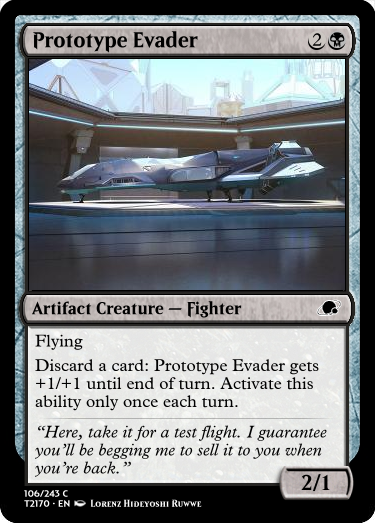 Prototype Evader 2
Artifact Creature — Fighter
Flying
Discard a card: Prototype Evader gets
+1/+1 until end of turn. Activate this
ability only once each turn.
“Here, take it for a test flight. I guarantee
you’ll be begging me to sell it to you when
you’re back.”
2/1
106/243 C
T2170 · EN Lorenz Hideyoshi Ruwwe